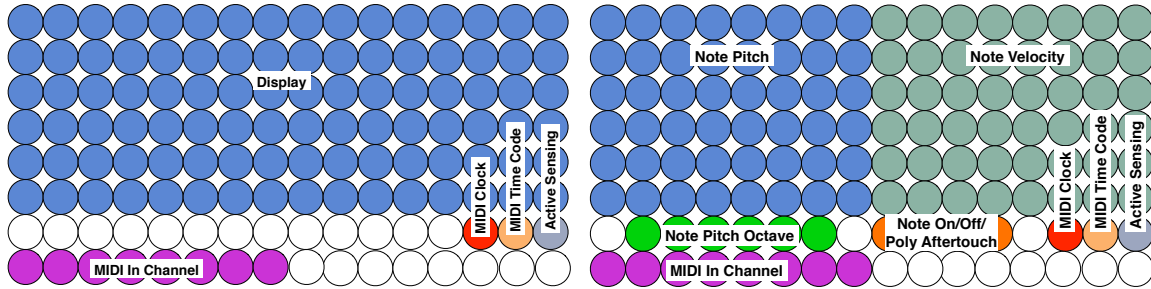 Display
MIDI Clock
MIDI Time Code
Active Sensing
MIDI In Channel
Note Pitch
Note Velocity
MIDI Clock
MIDI Time Code
Active Sensing
Note Pitch Octave
Note On/Off/
Poly Aftertouch
MIDI In Channel